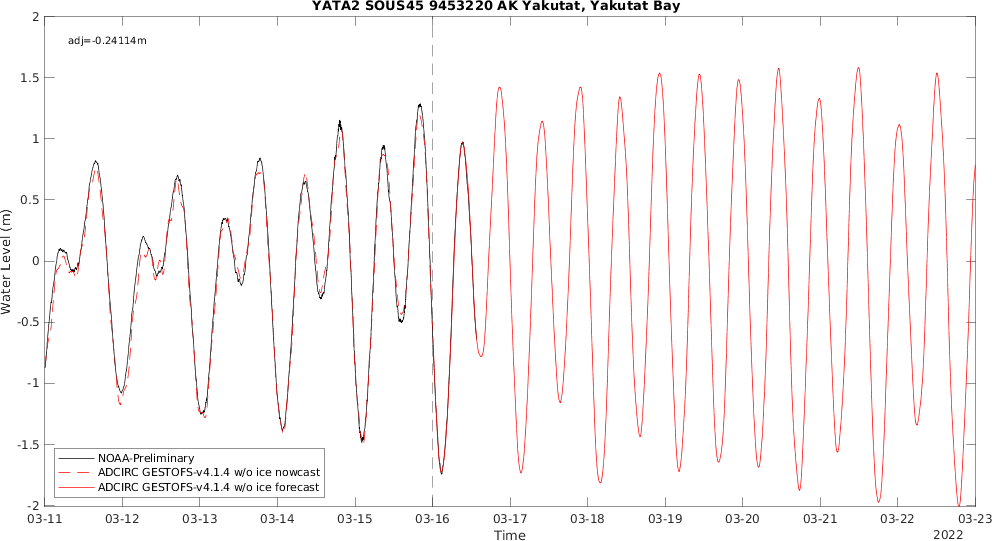 YATA2 SOUS45 9453220 AK Yakutat, Yakutat Bay
adj=-0.24114m
2
1.5
1
0.5
0
-0.5
-1
-1.5
-2
Water Level (m)
NOAA-Preliminary
ADCIRC GESTOFS-v4.1.4 w/o ice nowcast
ADCIRC GESTOFS-v4.1.4 w/o ice forecast
03-11 03-12 03-13 03-14 03-15 03-16 03-17 03-18 03-19 03-20 03-21 03-22 03-23
Time
2022